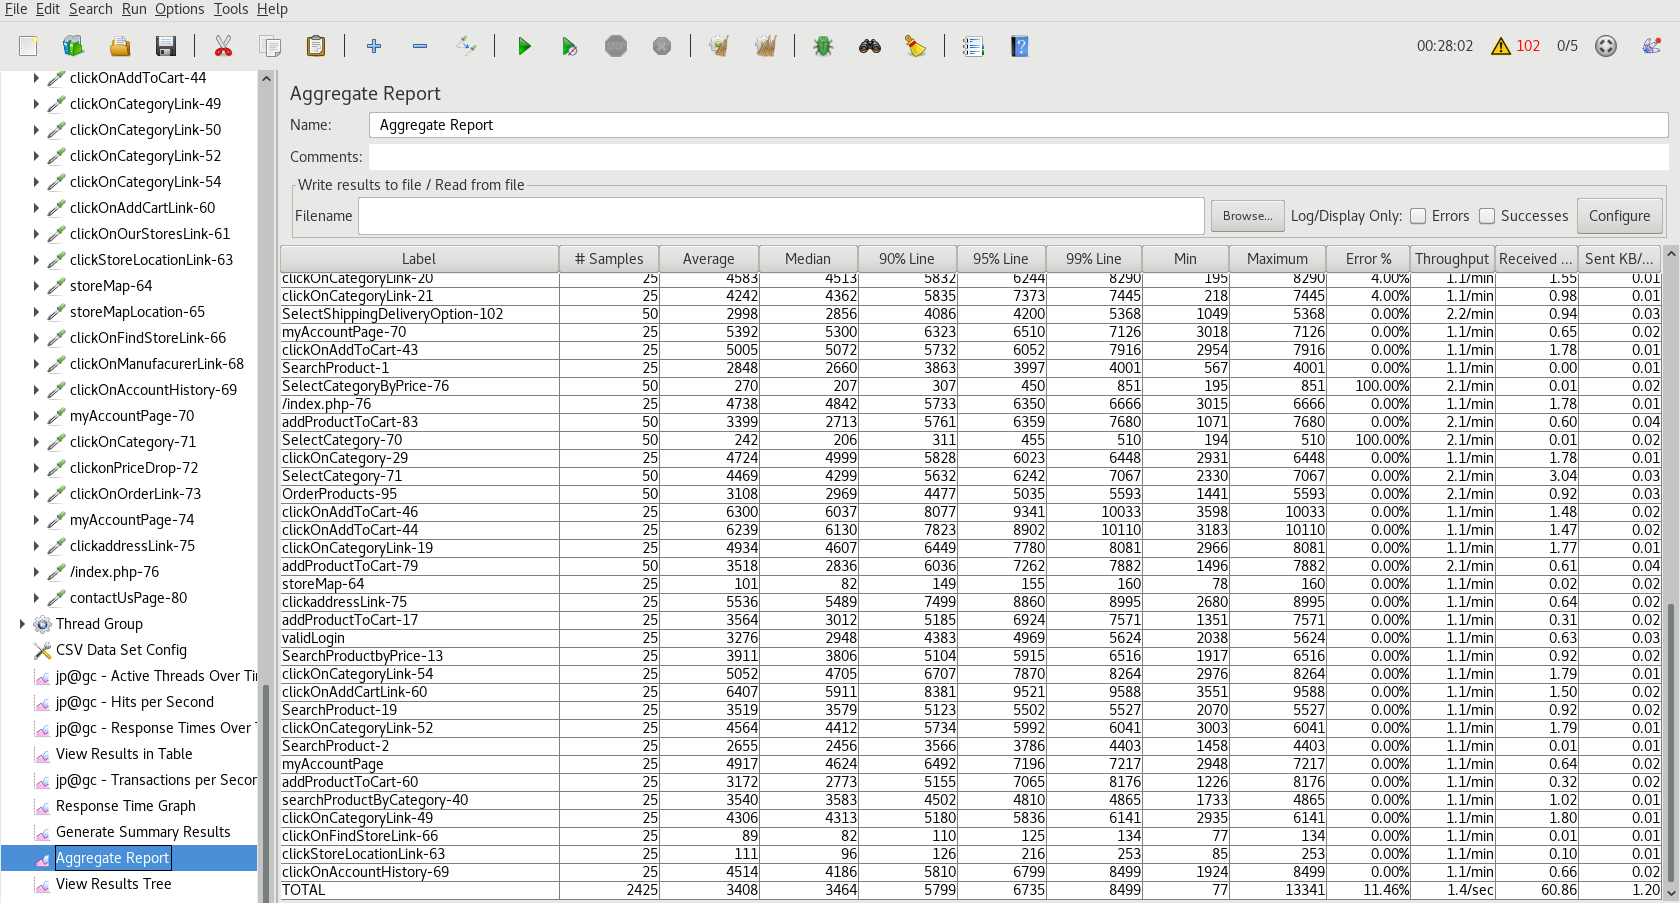 File Edit Search Run Options Tools Help
00:28:02 102 0/5
clickOnAddToCart-44
clickOnCategoryLink-49
clickOnCategoryLink-50
clickOnCategoryLink-52
clickOnCategoryLink-54
clickOnAddCartLink-60
clickOnOurStoresLink-61
clickStoreLocationLink-63
storeMap-64
storeMapLocation-65
clickOnFindStoreLink-66
clickOnManufacurerLink-68
clickOnAccountHistory-69
myAccountPage-70
clickOnCategory-71
clickonPriceDrop-72
clickOnOrderLink-73
myAccountPage-74
clickaddressLink-75
/index.php-76
contactUsPage-80
Thread Group
CSV Data Set Config
jp@gc - Active Threads Over Ti
jp@gc - Hits per Second
jp@gc - Response Times Over
View Results in Table
jp@gc - Transactions per Secor
Response Time Graph
Generate Summary Results
Aggregate Report
View Results Tree
Aggregate Report
Name: Aggregate Report
Comments:
Write results to file / Read from file
Filename Browse... Log/Display Only: Errors Successes Configure
Label # Samples Average Median 90% Line 95% Line 99% Line Min Maximum Error % Throughput Received ... Sent KB/...
clickOnCategoryLink-20 25 4583 4513 5832 6244 8290 195 8290 4.00% 1.1/min 1.55 0.01
clickOnCategoryLink-21 25 4242 4362 5835 7373 7445 218 7445 4.00% 1.1/min 0.98 0.01
SelectShippingDeliveryOption-102 50 2998 2856 4086 4200 5368 1049 5368 0.00% 2.2/min 0.94 0.03
myAccountPage-70 25 5392 5300 6323 6510 7126 3018 7126 0.00% 1.1/min 0.65 0.02
clickOnAddToCart-43 25 5005 5072 5732 6052 7916 2954 7916 0.00% 1.1/min 1.78 0.01
SearchProduct-1 25 2848 2660 3863 3997 4001 567 4001 0.00% 1.1/min 0.00 0.01
SelectCategoryByPrice-76 50 270 207 307 450 851 195 851 100.00% 2.1/min 0.01 0.02
/index.php-76 25 4738 4842 5733 6350 6666 3015 6666 0.00% 1.1/min 1.78 0.01
addProductToCart-83 50 3399 2713 5761 6359 7680 1071 7680 0.00% 2.1/min 0.60 0.04
SelectCategory-70 50 242 206 311 455 510 194 510 100.00% 2.1/min 0.01 0.02
clickOnCategory-29 25 4724 4999 5828 6023 6448 2931 6448 0.00% 1.1/min 1.78 0.01
SelectCategory-71 50 4469 4299 5632 6242 7067 2330 7067 0.00% 2.1/min 3.04 0.03
OrderProducts-95 50 3108 2969 4477 5035 5593 1441 5593 0.00% 2.1/min 0.92 0.03
clickOnAddToCart-46 25 6300 6037 8077 9341 10033 3598 10033 0.00% 1.1/min 1.48 0.02
clickOnAddToCart-44 25 6239 6130 7823 8902 10110 3183 10110 0.00% 1.1/min 1.47 0.02
clickOnCategoryLink-19 25 4934 4607 6449 7780 8081 2966 8081 0.00% 1.1/min 1.77 0.01
addProductToCart-79 50 3518 2836 6036 7262 7882 1496 7882 0.00% 2.1/min 0.61 0.04
storeMap-64 25 101 82 149 155 160 78 160 0.00% 1.1/min 0.02 0.02
clickaddressLink-75 25 5536 5489 7499 8860 8995 2680 8995 0.00% 1.1/min 0.64 0.02
addProductToCart-17 25 3564 3012 5185 6924 7571 1351 7571 0.00% 1.1/min 0.31 0.02
validLogin 25 3276 2948 4383 4969 5624 2038 5624 0.00% 1.1/min 0.63 0.03
SearchProductbyPrice-13 25 3911 3806 5104 5915 6516 1917 6516 0.00% 1.1/min 0.92 0.02
clickOnCategoryLink-54 25 5052 4705 6707 7870 8264 2976 8264 0.00% 1.1/min 1.79 0.01
clickOnAddCartLink-60 25 6407 5911 8381 9521 9588 3551 9588 0.00% 1.1/min 1.50 0.02
SearchProduct-19 25 3519 3579 5123 5502 5527 2070 5527 0.00% 1.1/min 0.92 0.02
clickOnCategoryLink-52 25 4564 4412 5734 5992 6041 3003 6041 0.00% 1.1/min 1.79 0.01
SearchProduct-2 25 2655 2456 3566 3786 4403 1458 4403 0.00% 1.1/min 0.01 0.01
myAccountPage 25 4917 4624 6492 7196 7217 2948 7217 0.00% 1.1/min 0.64 0.02
addProductToCart-60 25 3172 2773 5155 7065 8176 1226 8176 0.00% 1.1/min 0.32 0.02
searchProductByCategory-40 25 3540 3583 4502 4810 4865 1733 4865 0.00% 1.1/min 1.02 0.01
clickOnCategoryLink-49 25 4306 4313 5180 5836 6141 2935 6141 0.00% 1.1/min 1.80 0.01
clickOnFindStoreLink-66 25 89 82 110 125 134 77 134 0.00% 1.1/min 0.01 0.01
clickStoreLocationLink-63 25 111 96 126 216 253 85 253 0.00% 1.1/min 0.10 0.01
clickOnAccountHistory-69 25 4514 4186 5810 6799 8499 1924 8499 0.00% 1.1/min 0.66 0.02
TOTAL 2425 3408 3464 5799 6735 8499 77 13341 11.46% 1.4/sec 60.86 1.20